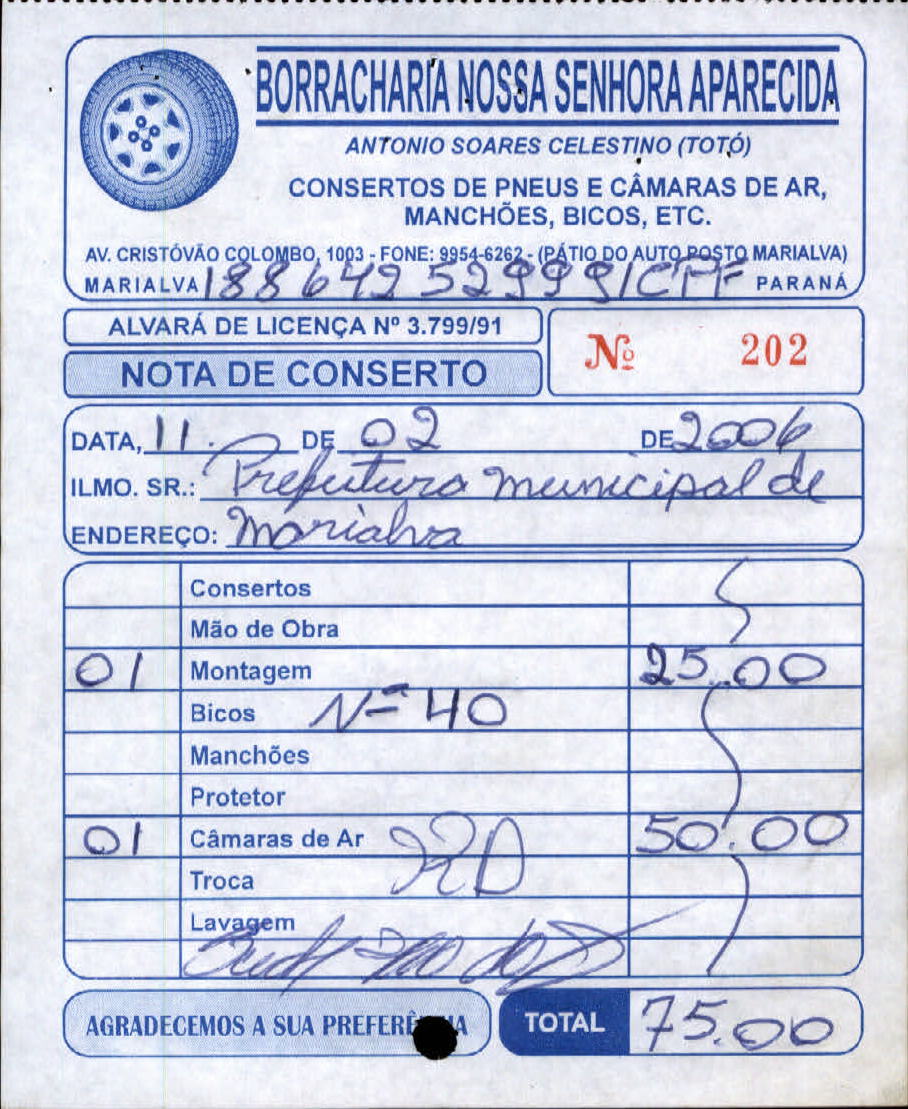 BORRACHARIA NOSSA SENHORA APARECIDA
ANTONIO SOARES CELESTINO (TOTÓ)
CONSERTOS DE PNEUS E CÂMARAS DE AR,
MANCHÕES, BICOS, ETC.
AV. CRISTÓVÃO COLOMBO, 1003 - FONE: 9954-6262 - (PÁTIO DO AUTO POSTO MARIALVA)
MARIALVA 188642 52999 / CPF PARANÁ
ALVARÁ DE LICENÇA Nº 3.799/91
Nº 202
NOTA DE CONSERTO
DATA, 11. DE 02 DE 2006
ILMO. SR.: Prefeitura municipal de
ENDEREÇO: Marialva
Consertos
Mão de Obra
01 Montagem 25.00
Bicos Nº 40
Manchões
Protetor
01 Câmaras de Ar 50.00
Troca
Lavagem
AGRADECEMOS A SUA PREFERÊNCIA TOTAL 75.00